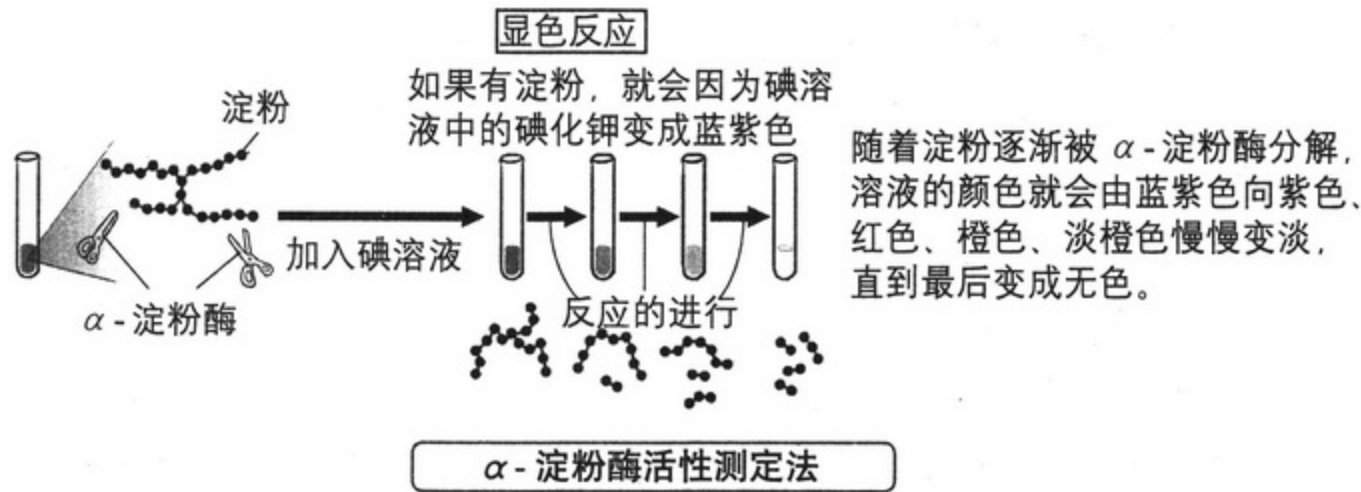 显色反应
如果有淀粉，就会因为碘溶
液中的碘化钾变成蓝紫色
淀粉
随着淀粉逐渐被 α-淀粉酶分解，
溶液的颜色就会由蓝紫色向紫色、
红色、橙色、淡橙色慢慢变淡，
直到最后变成无色。
加入碘溶液
α-淀粉酶
反应的进行
α-淀粉酶活性测定法